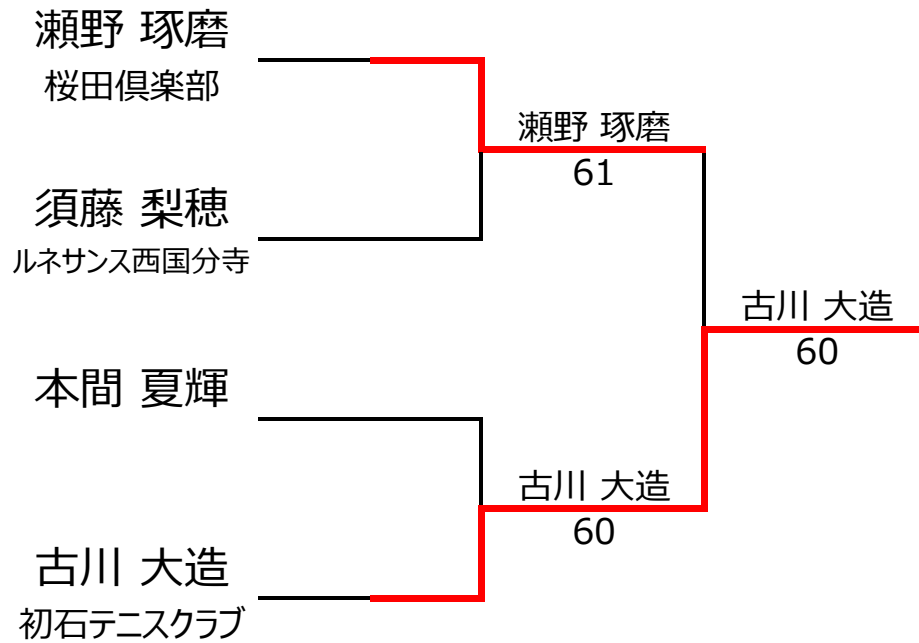 瀬野 琢磨
桜田倶楽部
瀬野 琢磨
61
須藤 梨穂
ルネサンス西国分寺
古川 大造
60
本間 夏輝
古川 大造
60
古川 大造
初石テニスクラブ